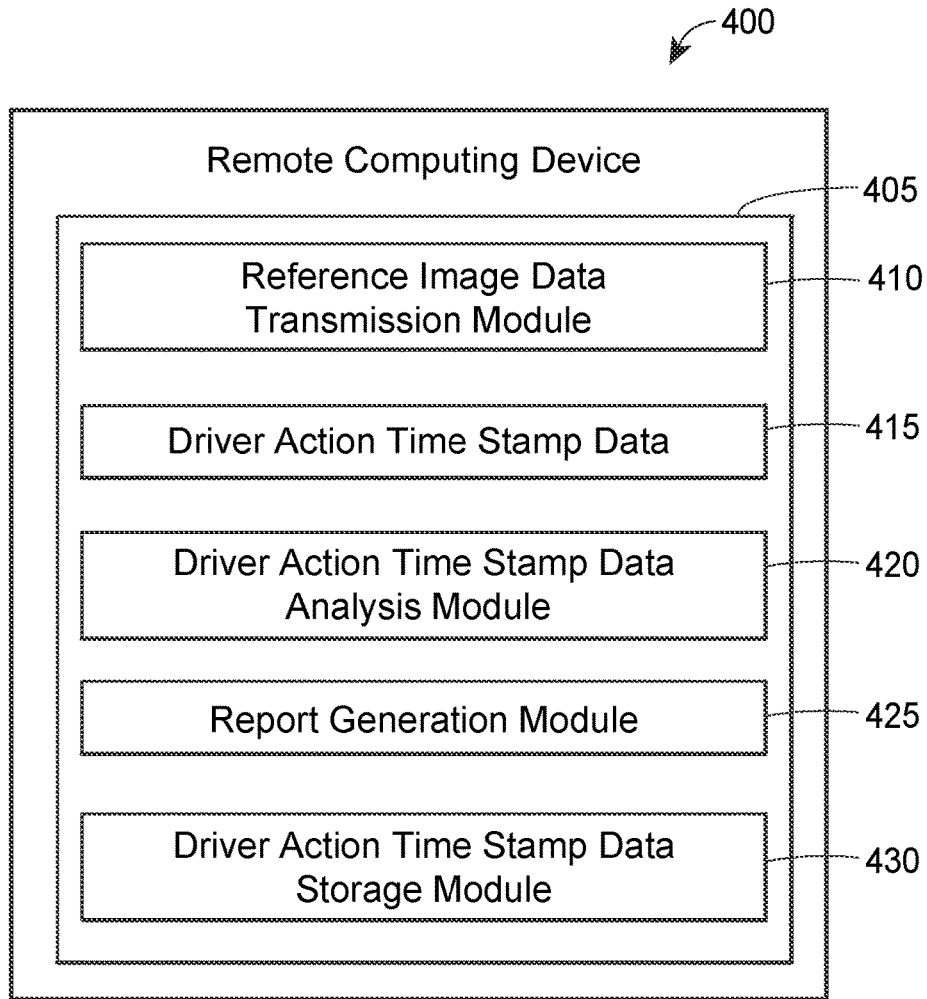 400
Remote Computing Device
405
Reference Image Data
Transmission Module
410
Driver Action Time Stamp Data
415
Driver Action Time Stamp Data
Analysis Module
420
Report Generation Module
425
Driver Action Time Stamp Data
Storage Module
430